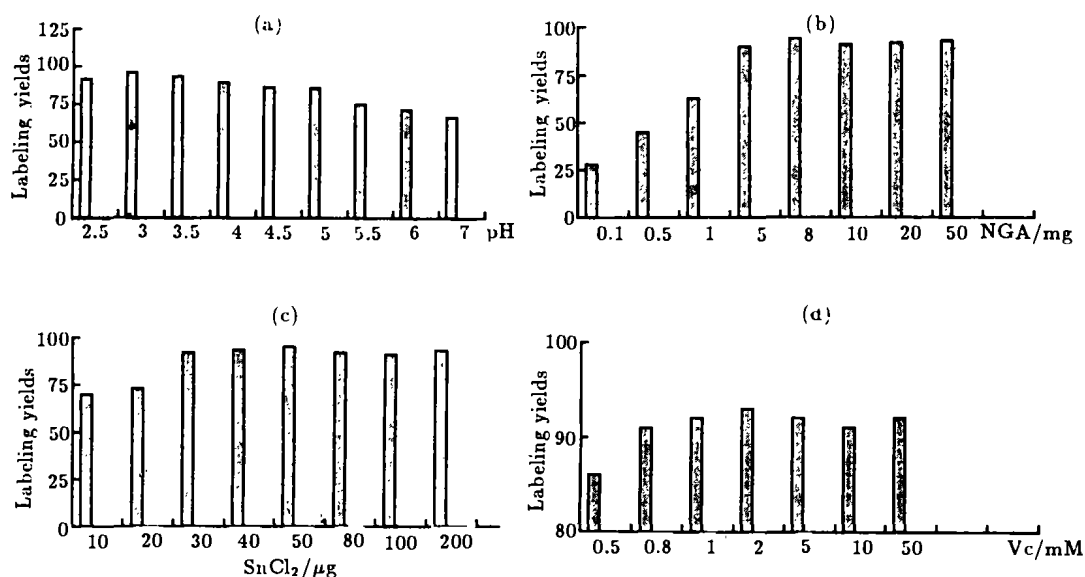 (a)
Labeling yields
125
100
75
50
25
0
2.5 3 3.5 4 4.5 5 5.5 6 7 pH
(b)
Labeling yields
100
75
50
25
0
0.1 0.5 1 5 8 10 20 50 NGA/mg
(c)
Labeling yields
100
75
50
25
0
10 20 30 40 50 80 100 200
SnCl₂/μg
(d)
Labeling yields
100
90
80
0.5 0.8 1 2 5 10 50 Vc/mM